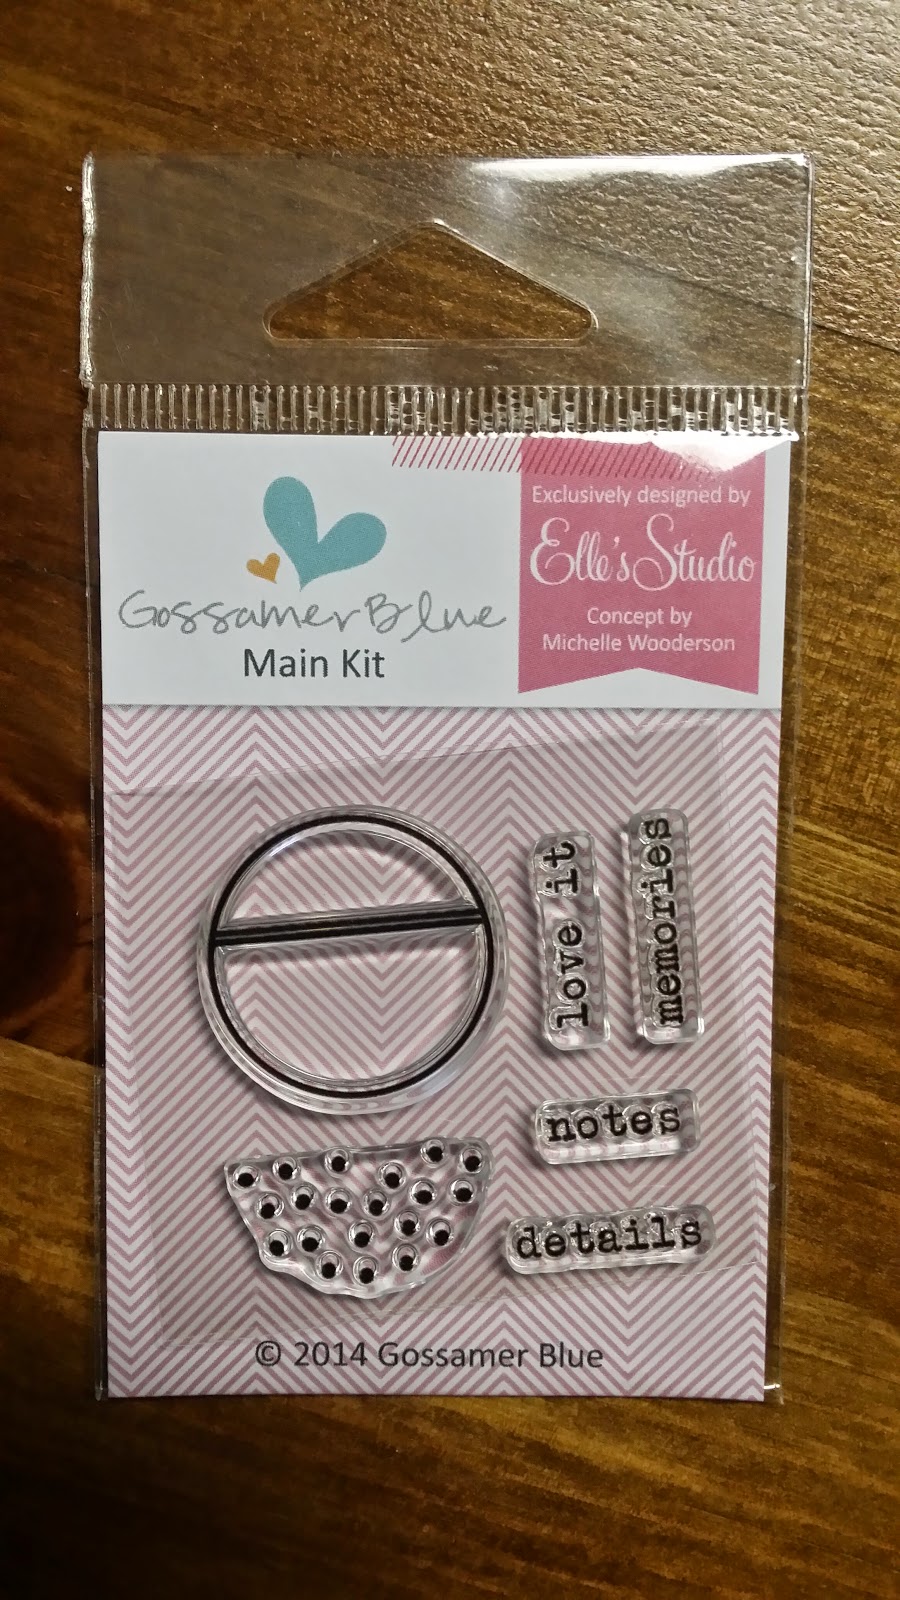 Gossamer Blue
Main Kit
Exclusively designed by
Elle's Studio
Concept by
Michelle Wooderson
love it
memories
notes
details
© 2014 Gossamer Blue